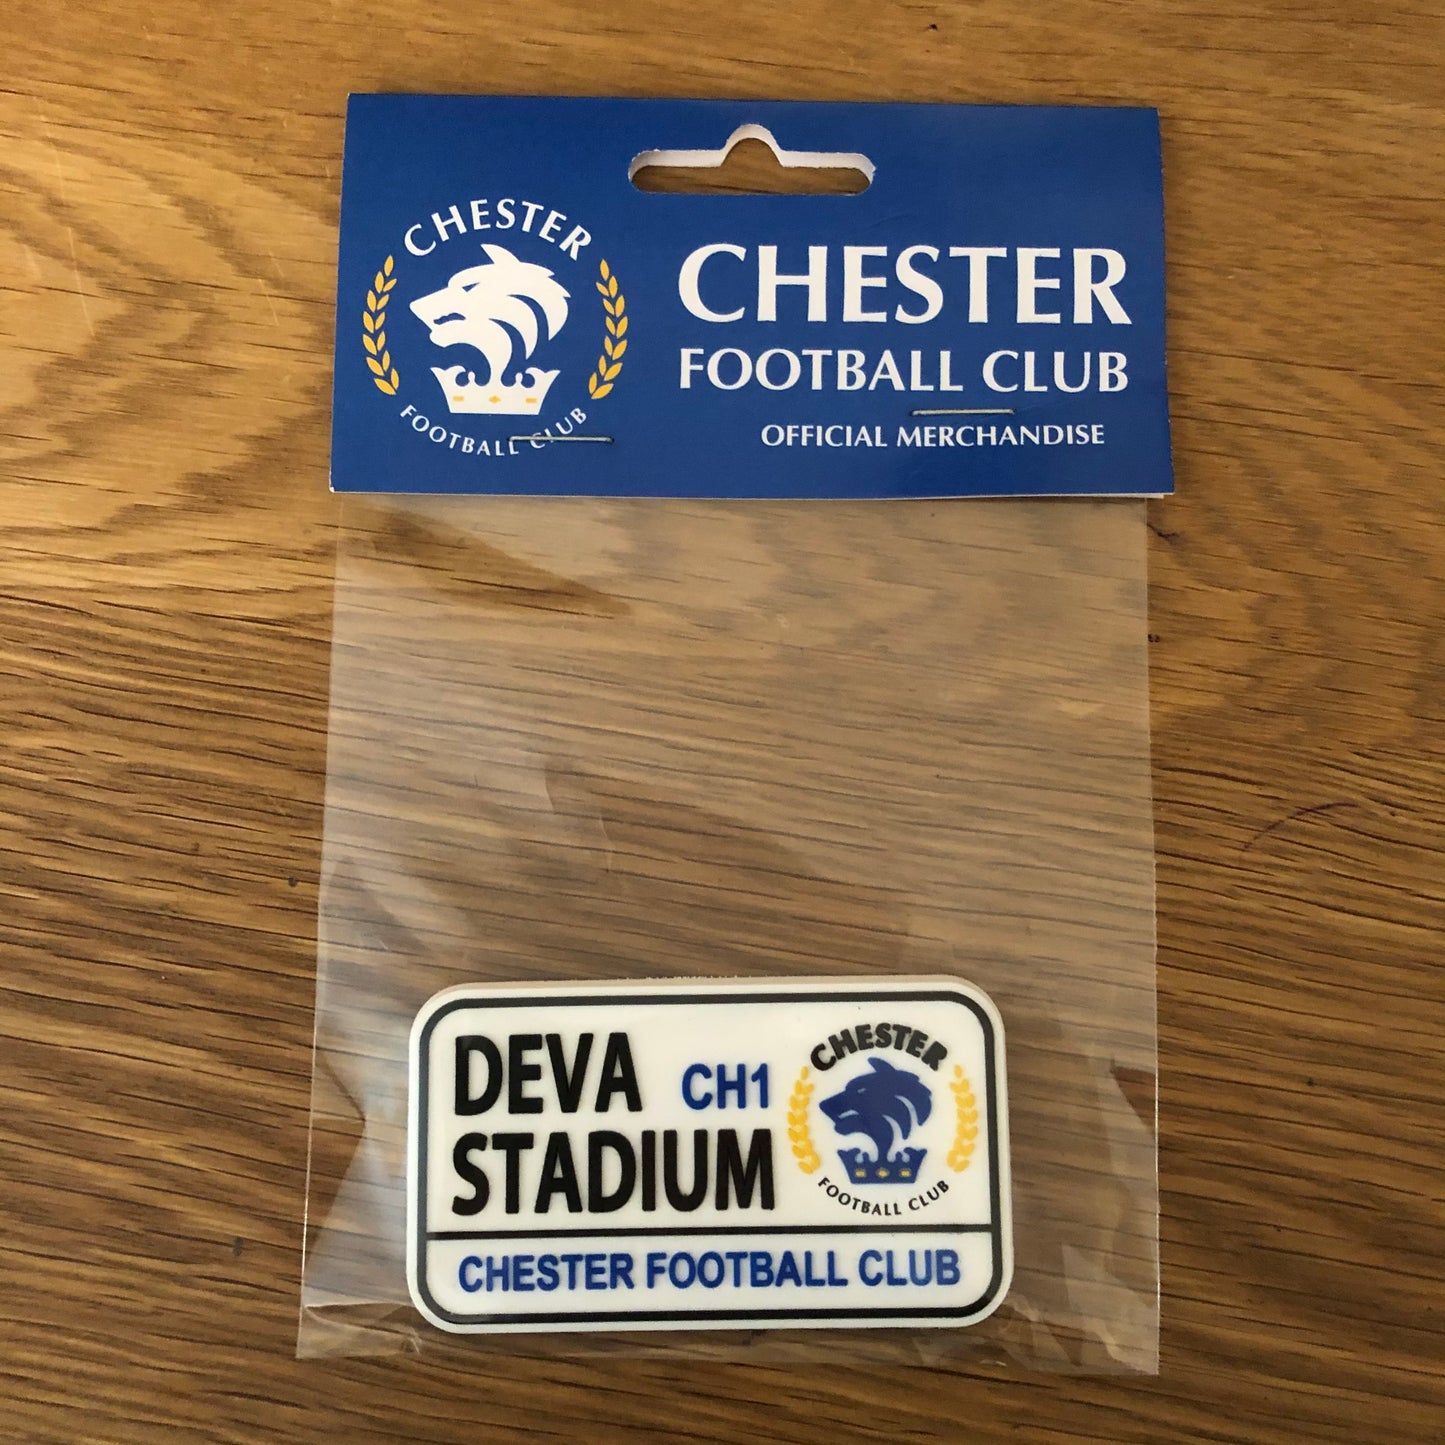 CHESTER
FOOTBALL CLUB
CHESTER
FOOTBALL CLUB
OFFICIAL MERCHANDISE
DEVA
STADIUM
CH1
CHESTER
FOOTBALL CLUB
CHESTER FOOTBALL CLUB